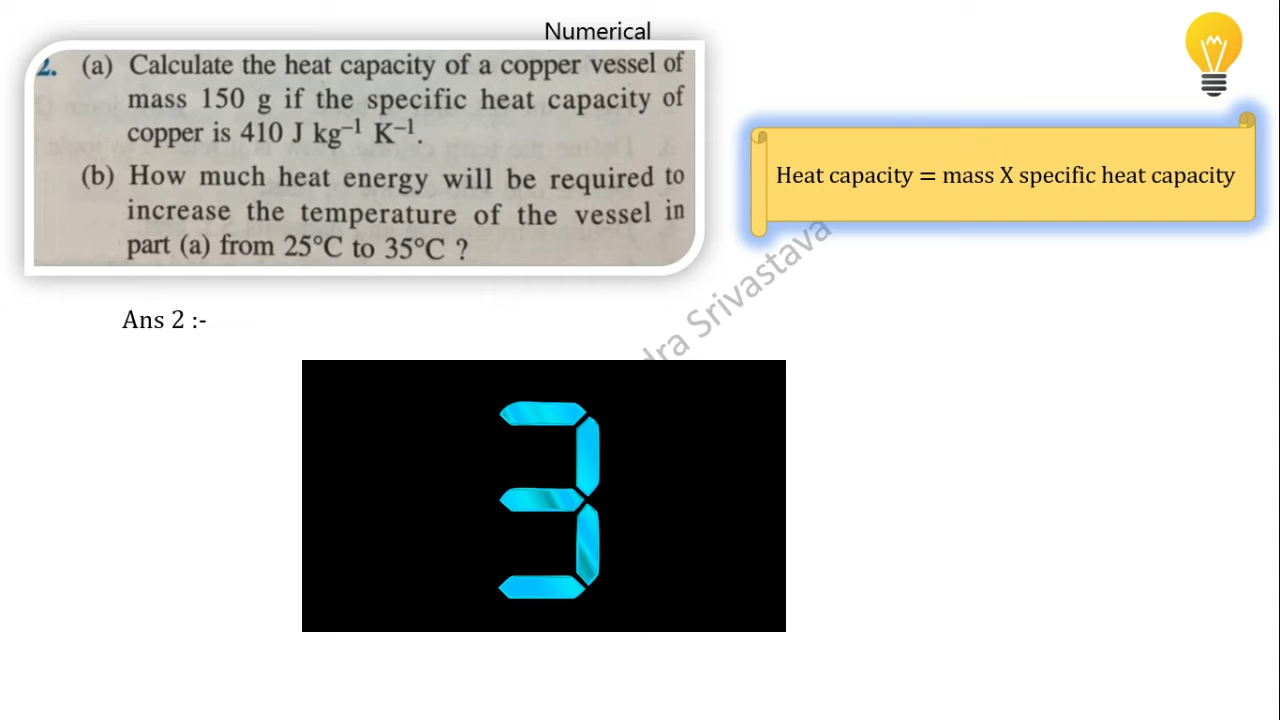 Numerical
2. (a) Calculate the heat capacity of a copper vessel of
mass 150 g if the specific heat capacity of
copper is 410 J kg⁻¹ K⁻¹.
(b) How much heat energy will be required to
increase the temperature of the vessel in
part (a) from 25°C to 35°C ?
Heat capacity = mass X specific heat capacity
Srivastava
Ans 2 :-
3